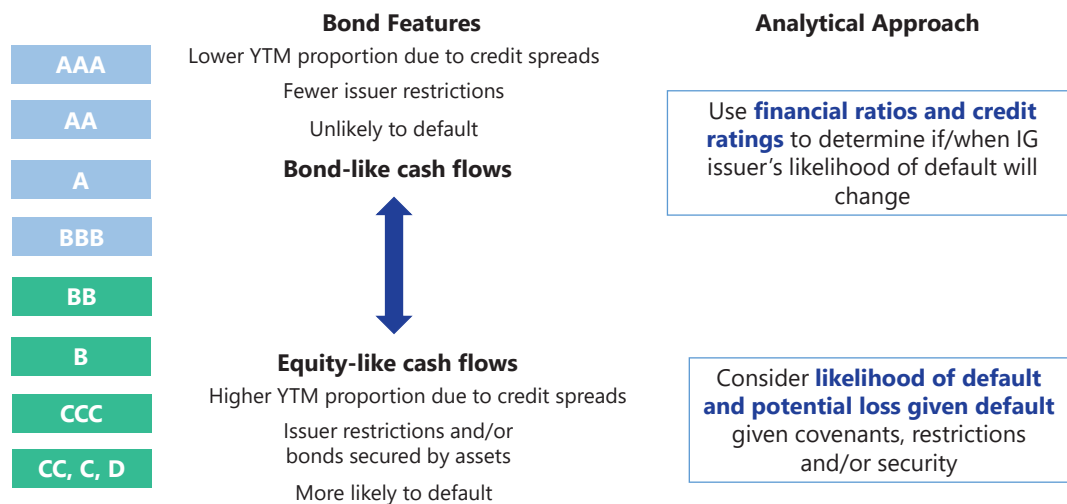 Bond Features
Analytical Approach
AAA
AA
A
BBB
BB
B
CCC
CC, C, D
Lower YTM proportion due to credit spreads
Fewer issuer restrictions
Unlikely to default
Bond-like cash flows
Equity-like cash flows
Higher YTM proportion due to credit spreads
Issuer restrictions and/or
bonds secured by assets
More likely to default
Use financial ratios and credit
ratings to determine if/when IG
issuer’s likelihood of default will
change
Consider likelihood of default
and potential loss given default
given covenants, restrictions
and/or security